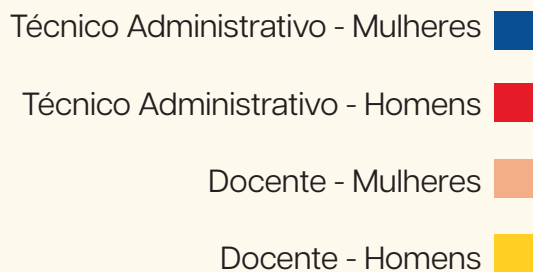 Técnico Administrativo - Mulheres
Técnico Administrativo - Homens
Docente - Mulheres
Docente - Homens